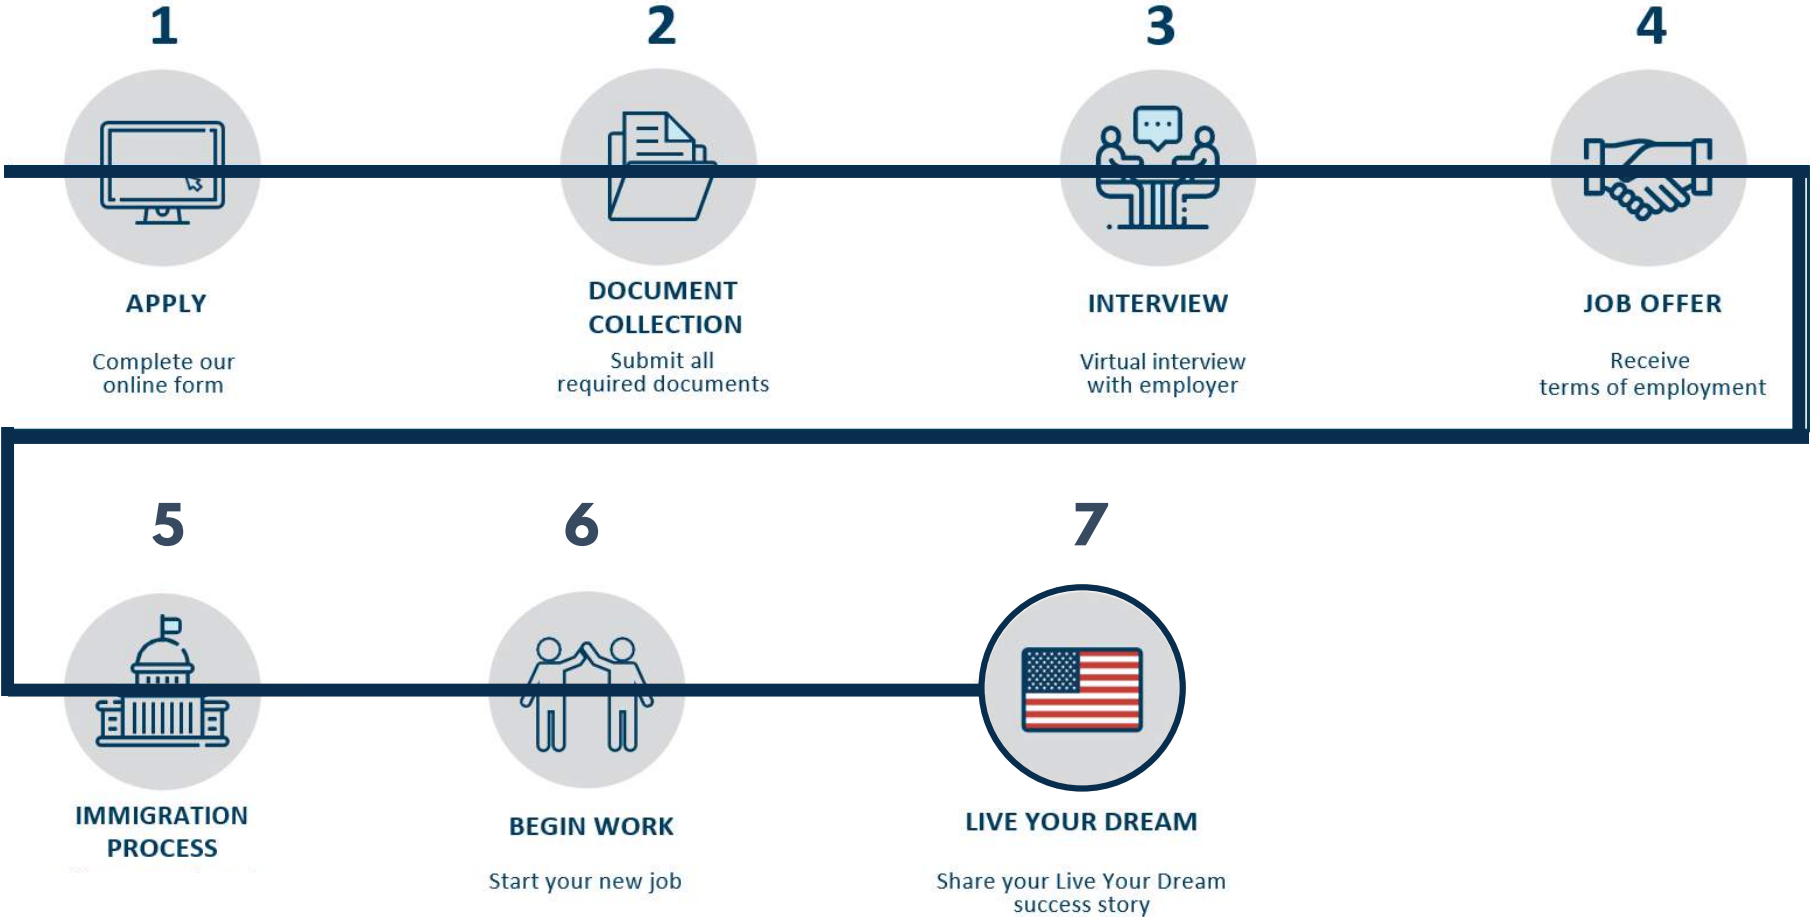 1
2
3
4
APPLY
Complete our
online form
DOCUMENT
COLLECTION
Submit all
required documents
INTERVIEW
Virtual interview
with employer
JOB OFFER
Receive
terms of employment
5
6
7
IMMIGRATION
PROCESS
BEGIN WORK
Start your new job
LIVE YOUR DREAM
Share your Live Your Dream
success story